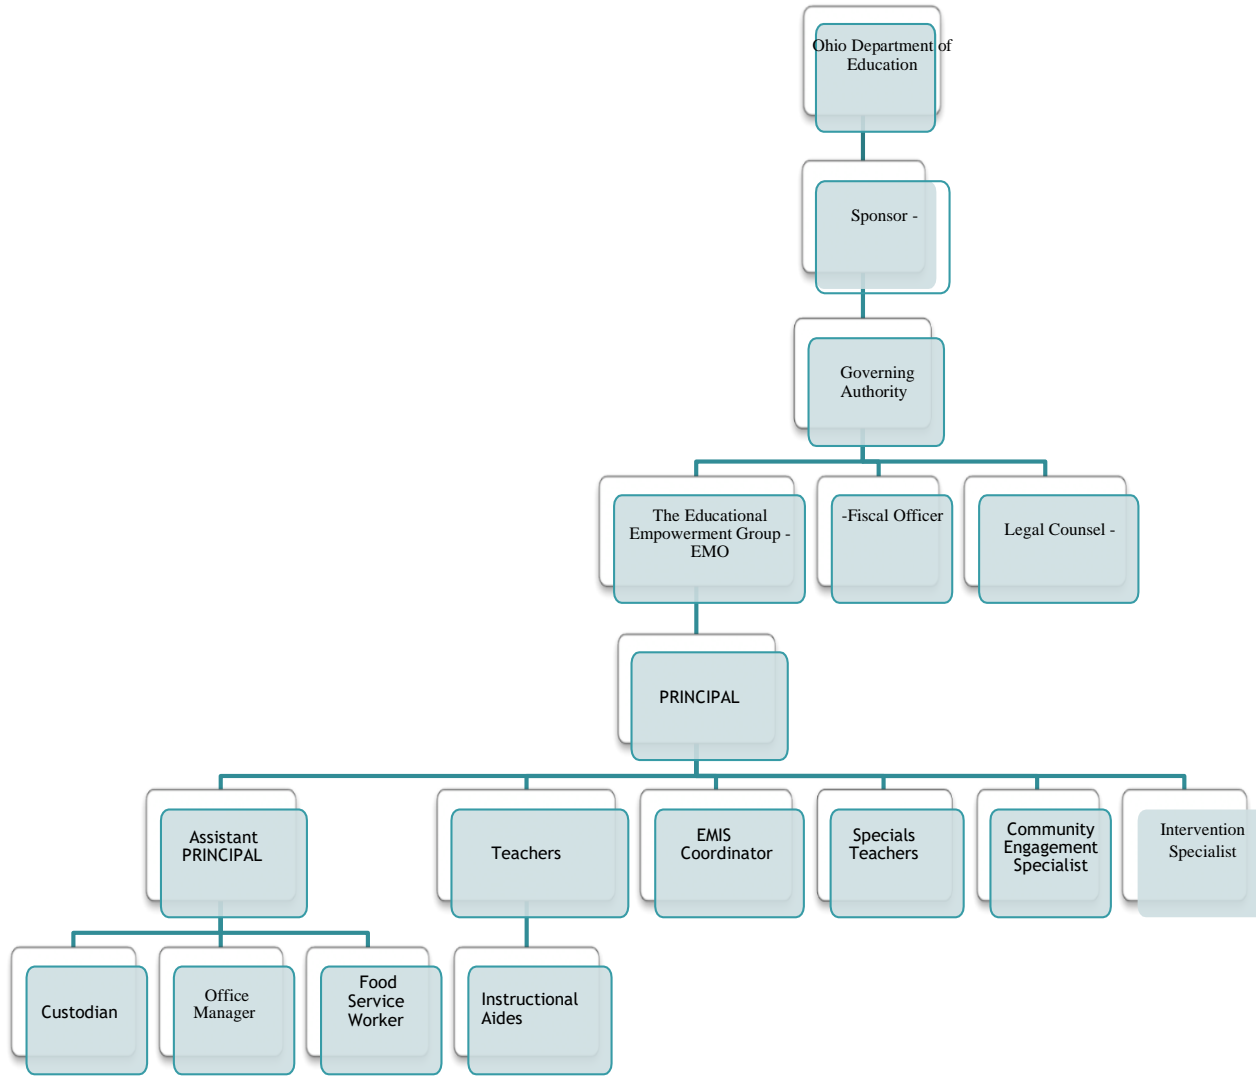 Ohio Department of
Education
Sponsor -
Governing
Authority
The Educational
Empowerment Group -
EMO
-Fiscal Officer
Legal Counsel -
PRINCIPAL
Assistant
PRINCIPAL
Teachers
EMIS
Coordinator
Specials
Teachers
Community
Engagement
Specialist
Intervention
Specialist
Custodian
Office
Manager
Food
Service
Worker
Instructional
Aides